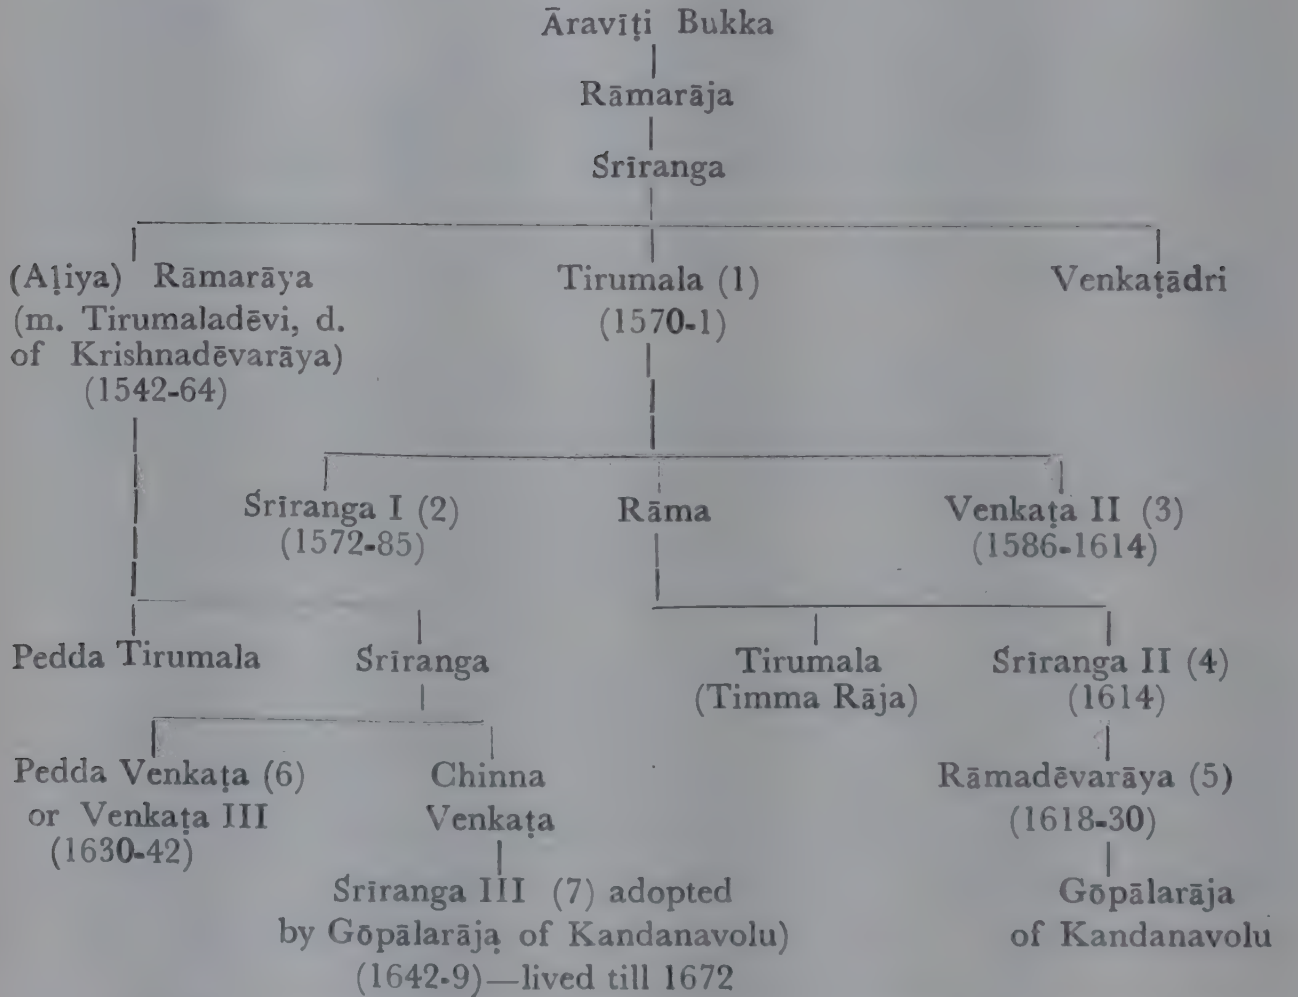 Āravīṭi Bukka
Rāmarāja
Śrīranga
(Aḷiya) Rāmarāya
(m. Tirumaladēvi, d.
of Krishnadēvarāya)
(1542-64)
Tirumala (1)
(1570-1)
Venkaṭādri
Śrīranga I (2)
(1572-85)
Rāma
Venkaṭa II (3)
(1586-1614)
Pedda Tirumala
Śrīranga
Tirumala
(Timma Rāja)
Śrīranga II (4)
(1614)
Pedda Venkaṭa (6)
or Venkaṭa III
(1630-42)
Chinna
Venkaṭa
Rāmadēvarāya (5)
(1618-30)
Śrīranga III (7) adopted
by Gōpālarāja of Kandanavolu)
(1642-9)—lived till 1672
Gōpālarāja
of Kandanavolu